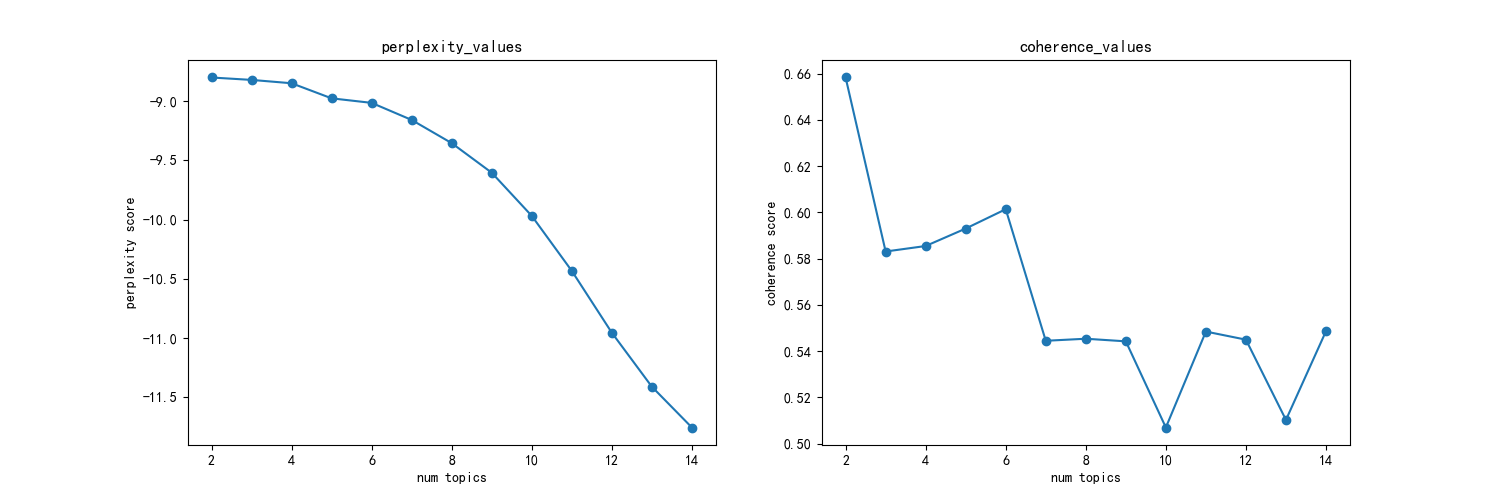 perplexity_values
perplexity score
-9.0
-9.5
-10.0
-10.5
-11.0
-11.5
2 4 6 8 10 12 14
num topics
coherence_values
coherence score
0.66
0.64
0.62
0.60
0.58
0.56
0.54
0.52
0.50
2 4 6 8 10 12 14
num topics